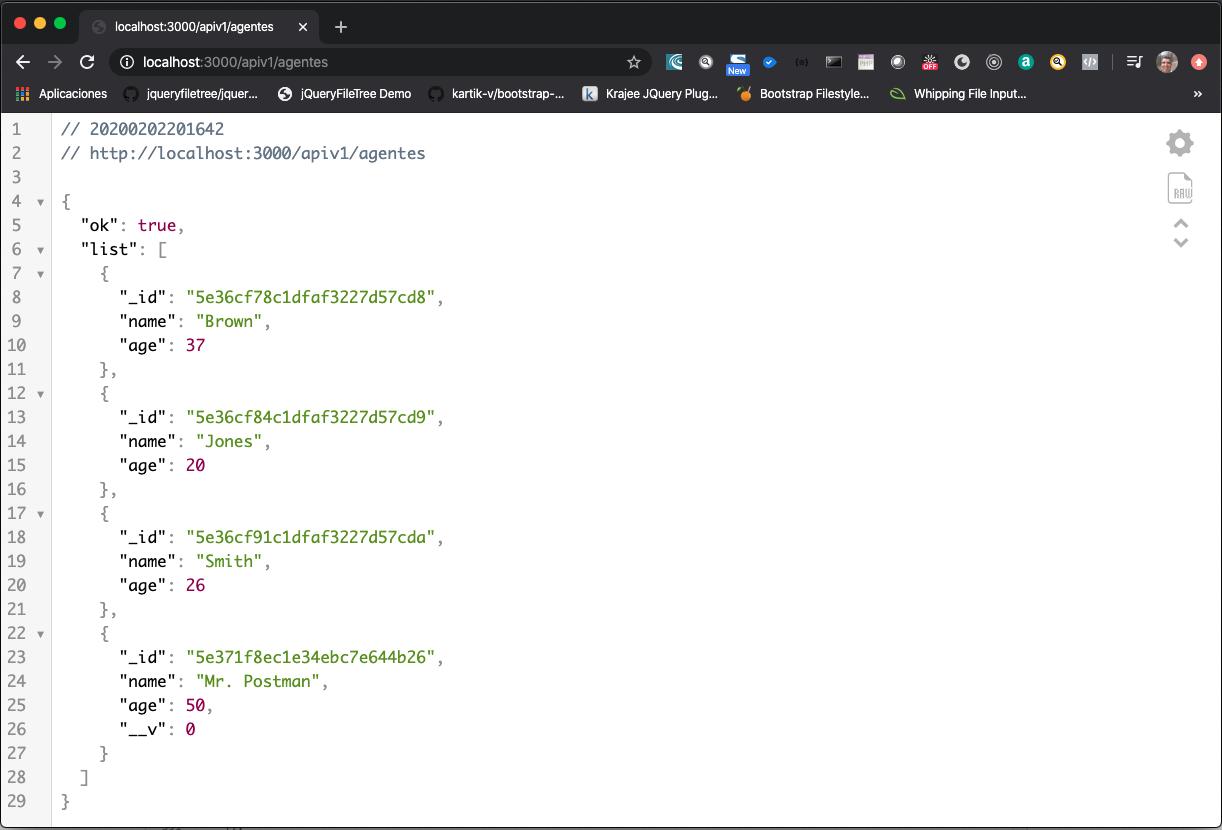 localhost:3000/apiv1/agentes
localhost:3000/apiv1/agentes
New
OFF
PHP
a
Aplicaciones
jqueryfiletree/jquer...
jQueryFileTree Demo
kartik-v/bootstrap-...
k
Krajee JQuery Plug...
Bootstrap Filestyle...
Whipping File Input...
»
1 // 20200202201642
2 // http://localhost:3000/apiv1/agentes
3
4 {
5 "ok": true,
6 "list": [
7 {
8 "_id": "5e36cf78c1dfaf3227d57cd8",
9 "name": "Brown",
10 "age": 37
11 },
12 {
13 "_id": "5e36cf84c1dfaf3227d57cd9",
14 "name": "Jones",
15 "age": 20
16 },
17 {
18 "_id": "5e36cf91c1dfaf3227d57cda",
19 "name": "Smith",
20 "age": 26
21 },
22 {
23 "_id": "5e371f8ec1e34ebc7e644b26",
24 "name": "Mr. Postman",
25 "age": 50,
26 "__v": 0
27 }
28 ]
29 }
RAW